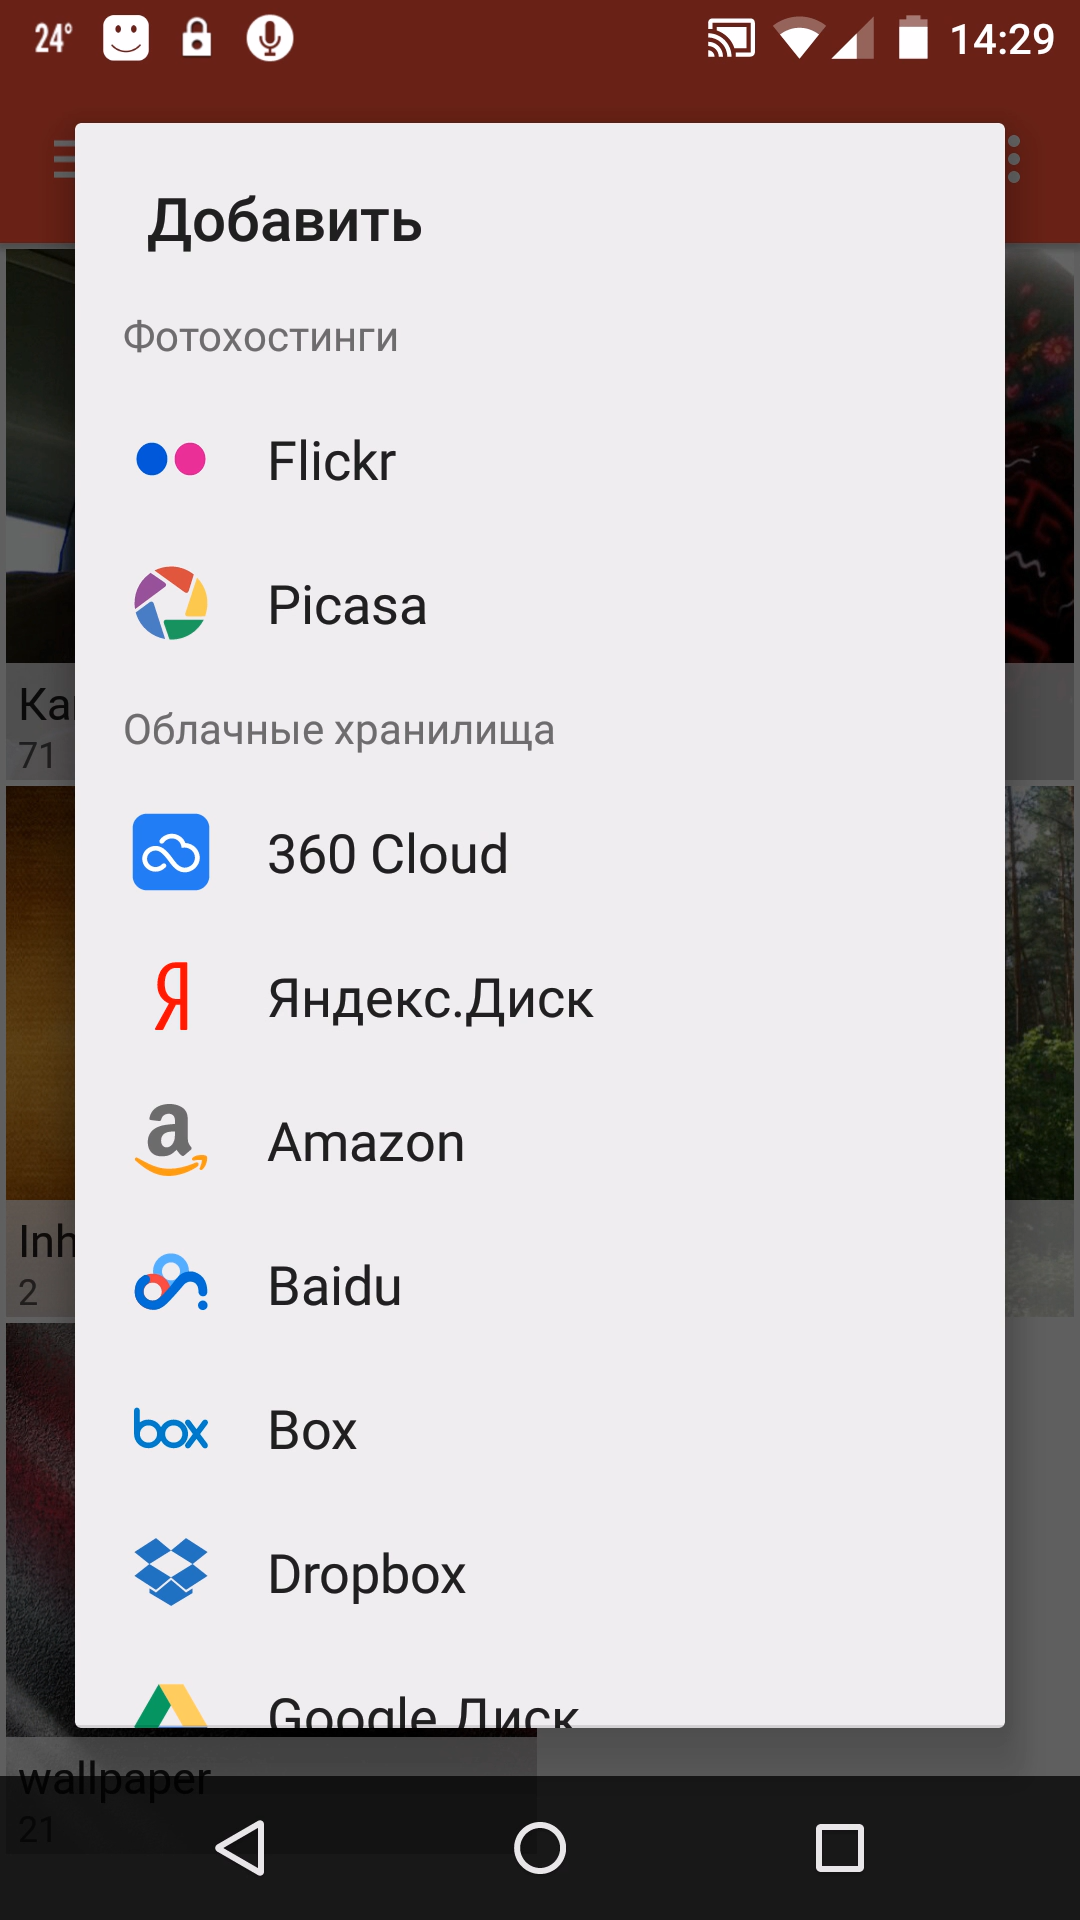 24°
14:29
Добавить
Фотохостинги
Flickr
Picasa
Ka
71
Облачные хранилища
360 Cloud
Я Яндекс.Диск
a Amazon
Inh
2
Baidu
box Box
Dropbox
Google Диск
wallpaper
21